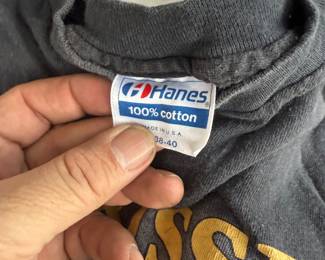 Hanes
100% cotton
MADE IN U.S.A.
38-40